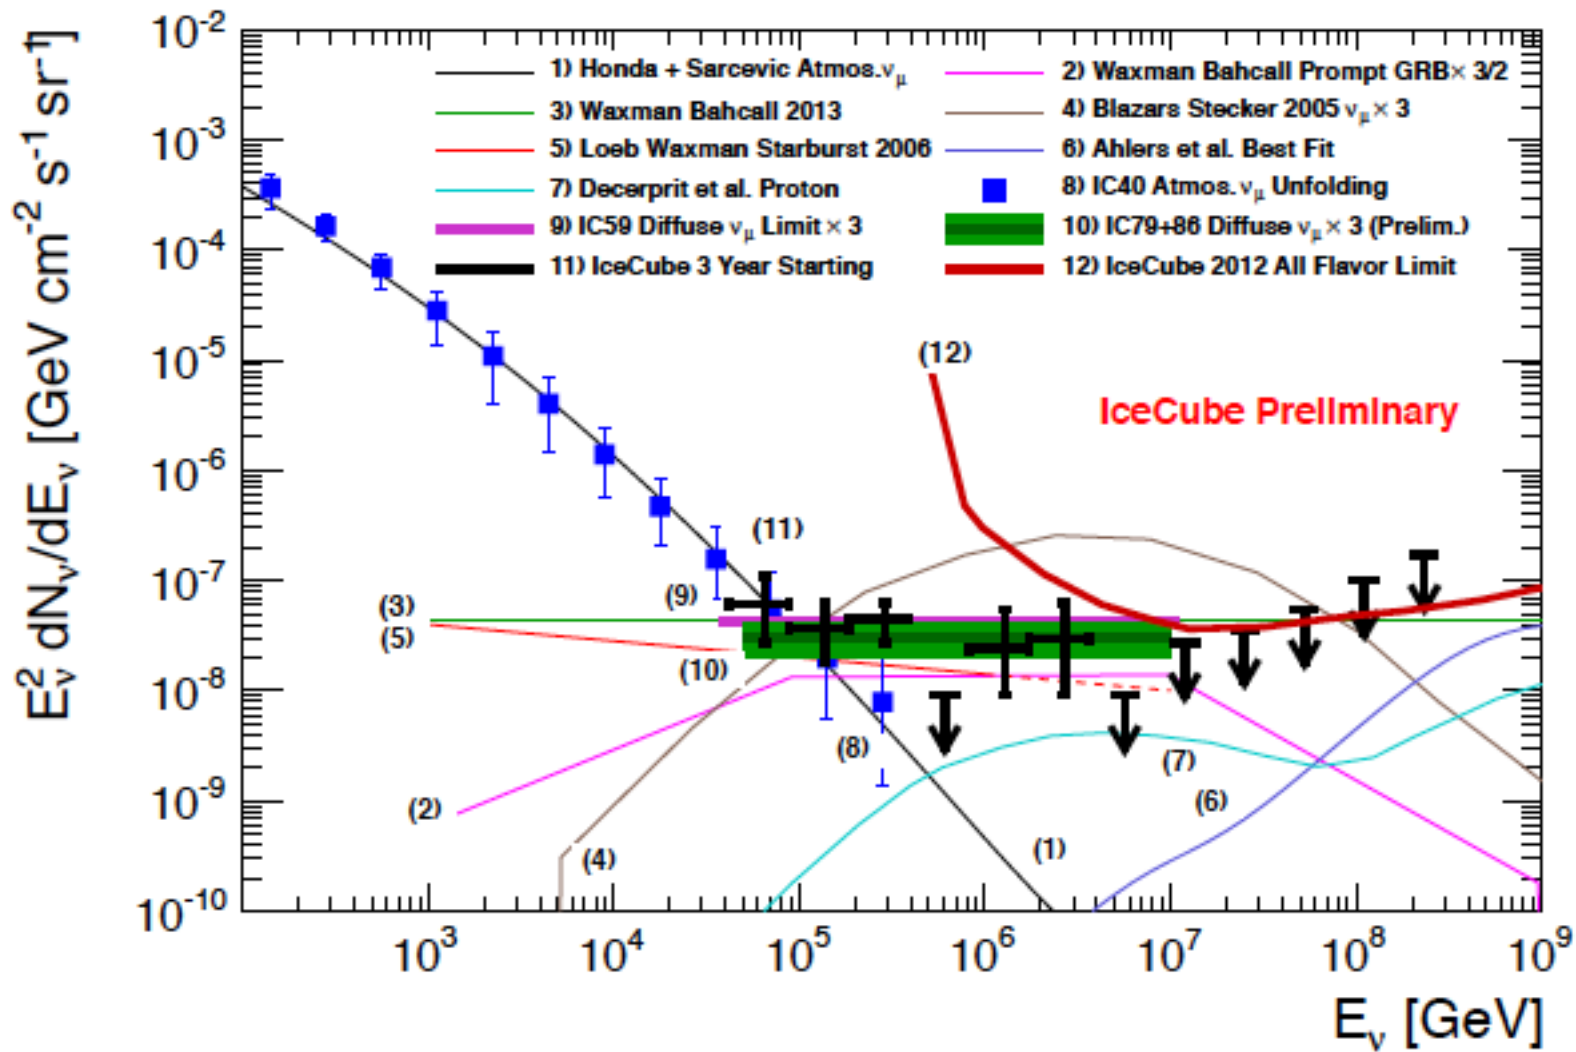 10⁻²
10⁻³
10⁻⁴
10⁻⁵
10⁻⁶
10⁻⁷
10⁻⁸
10⁻⁹
10⁻¹⁰
E²ᵥ dNᵥ/dEᵥ [GeV cm⁻² s⁻¹ sr⁻¹]
1) Honda + Sarcevic Atmos.νμ
2) Waxman Bahcall Prompt GRB× 3/2
3) Waxman Bahcall 2013
4) Blazars Stecker 2005 νμ× 3
5) Loeb Waxman Starburst 2006
6) Ahlers et al. Best Fit
7) Decerprit et al. Proton
8) IC40 Atmos. νμ Unfolding
9) IC59 Diffuse νμ Limit × 3
10) IC79+86 Diffuse νμ× 3 (Prelim.)
11) IceCube 3 Year Starting
12) IceCube 2012 All Flavor Limit
(12)
IceCube Preliminary
(11)
(9)
(3)
(5)
(10)
(8)
(7)
(2)
(6)
(4)
(1)
10³
10⁴
10⁵
10⁶
10⁷
10⁸
10⁹
Eᵥ [GeV]